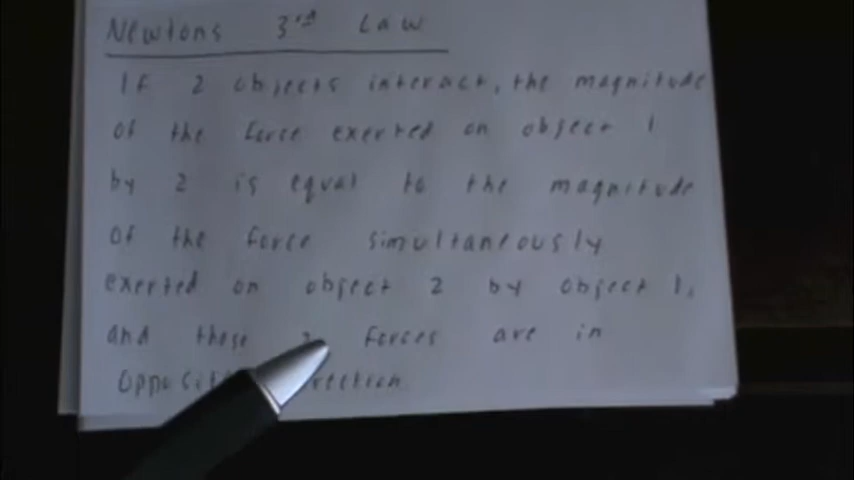 Newtons 3rd Law
If 2 objects interact, the magnitude
of the force exerted on object 1
by 2 is equal to the magnitude
of the force simultaneously
exerted on object 2 by object 1,
and these forces are in